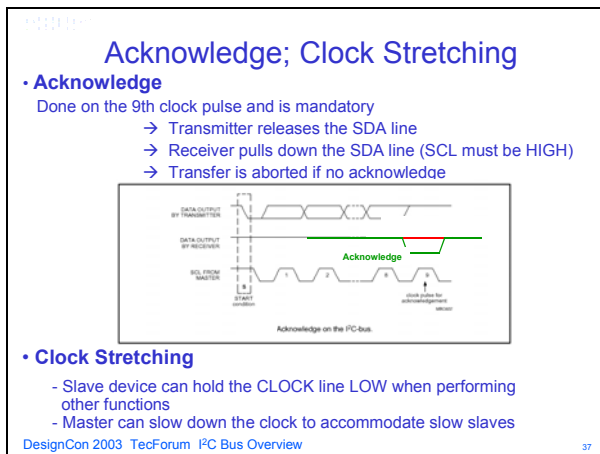 Acknowledge; Clock Stretching
• Acknowledge
Done on the 9th clock pulse and is mandatory
→ Transmitter releases the SDA line
→ Receiver pulls down the SDA line (SCL must be HIGH)
→ Transfer is aborted if no acknowledge
DATA OUTPUT
BY TRANSMITTER
DATA OUTPUT
BY RECEIVER
Acknowledge
SCL FROM
MASTER
1 2 8 9
S
START
condition
clock pulse for
acknowledgement
Acknowledge on the I²C-bus.
• Clock Stretching
- Slave device can hold the CLOCK line LOW when performing
other functions
- Master can slow down the clock to accommodate slow slaves
DesignCon 2003 TecForum I²C Bus Overview
37